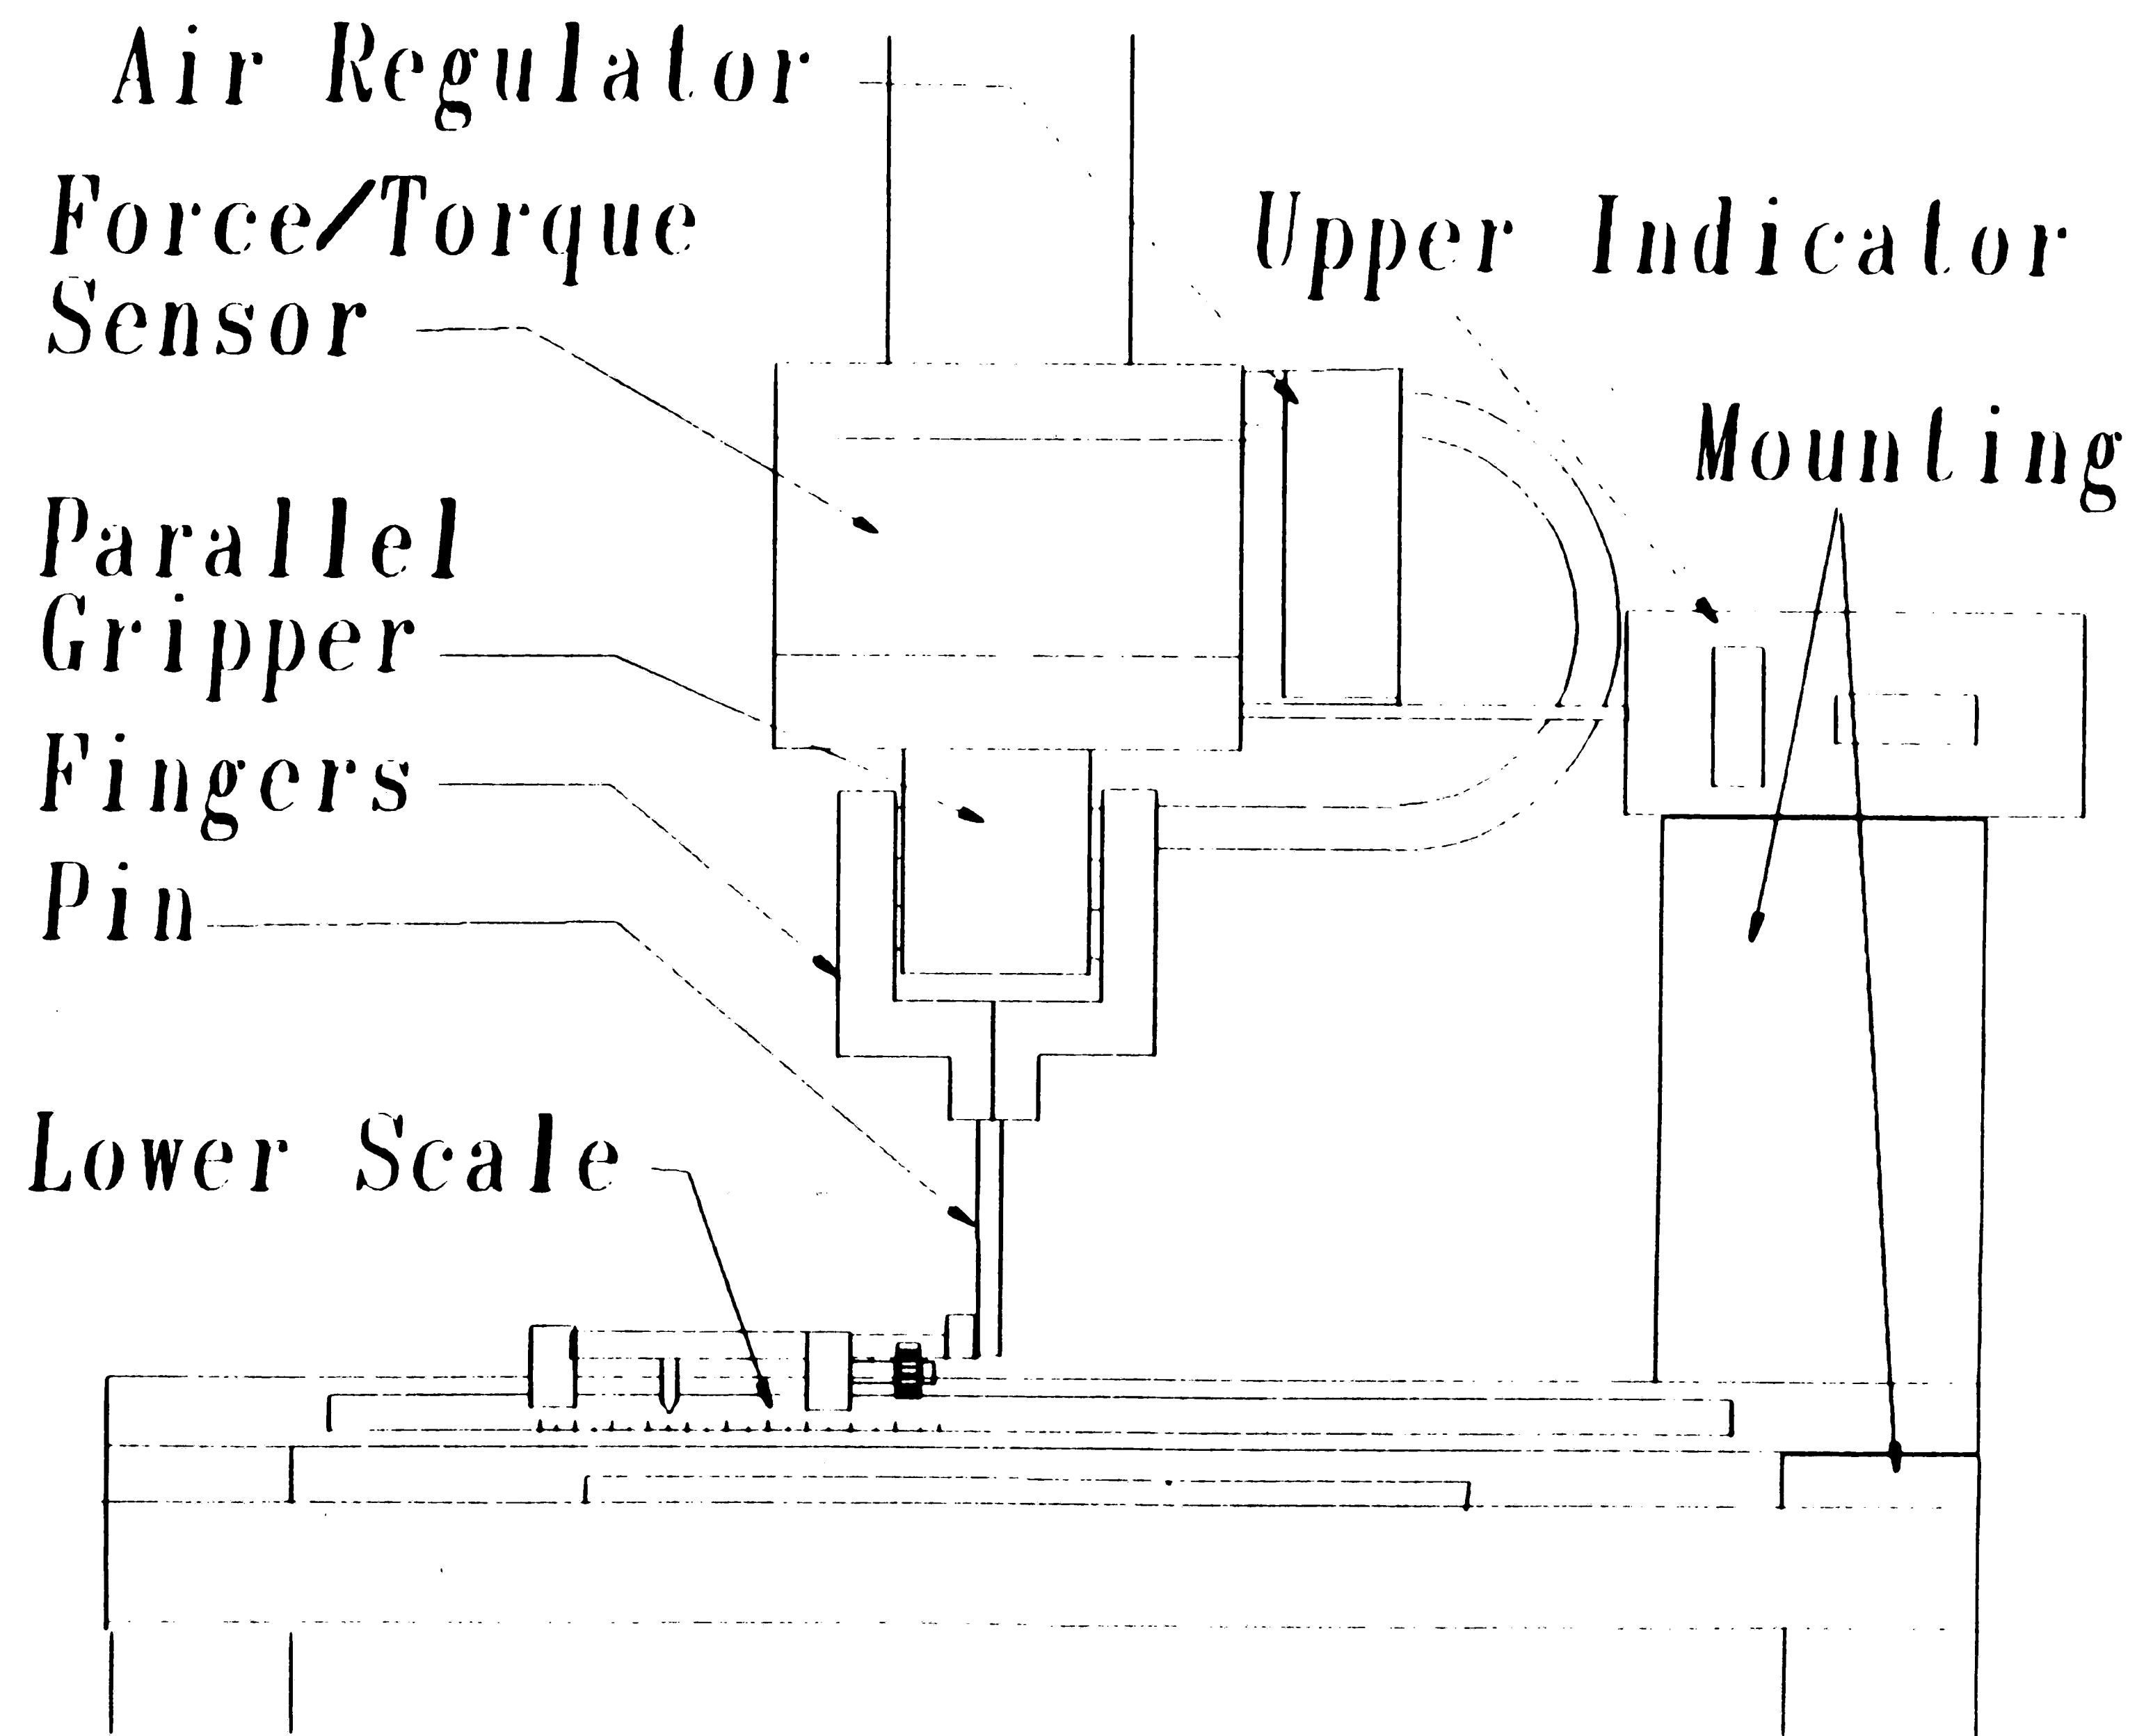 Air Regulator
Force/Torque
Sensor
Upper Indicator
Mounting
Parallel
Gripper
Fingers
Pin
Lower Scale